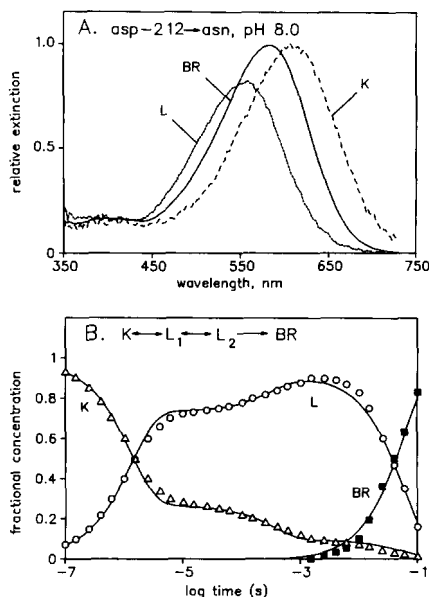 A. asp-212→asn, pH 8.0
relative extinction
1.0
0.5
0
BR
L
K
350 450 550 650 750
wavelength, nm
B. K ⟷ L₁ ⟷ L₂ ⟶ BR
fractional concentration
1
0.8
0.6
0.4
0.2
0
K
L
BR
-7 -5 -3 -1
log time (s)